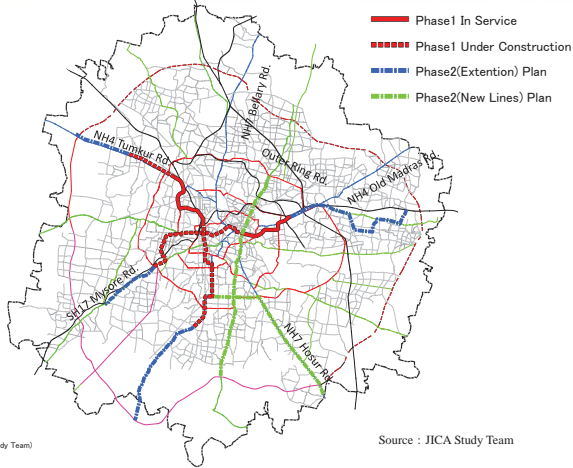 Phase1 In Service
Phase1 Under Construction
Phase2(Extention) Plan
Phase2(New Lines) Plan
NH7 Bellary Rd.
NH4 Tumkur Rd.
Outer Ring Rd.
NH4 Old Madras Rd.
SH17 Mysore Rd.
NH7 Hosur Rd.
dy Team)
Source : JICA Study Team